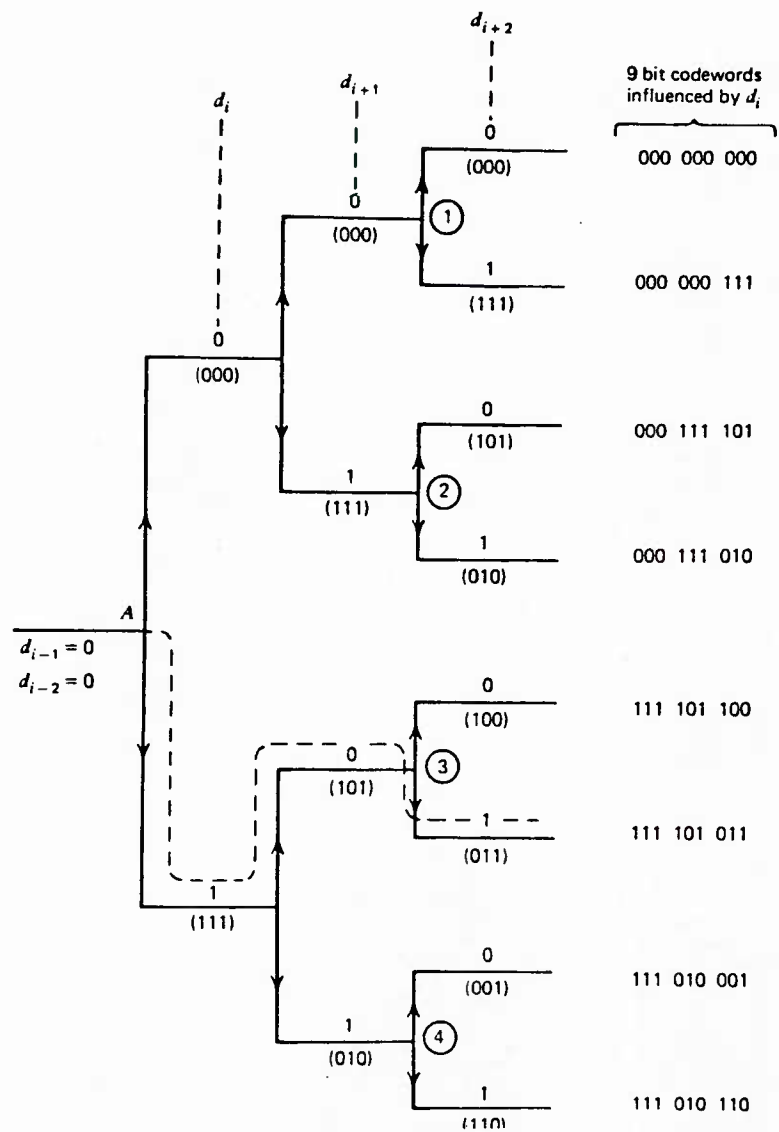 d_{i+2}
9 bit codewords
influenced by d_i
d_{i+1}
d_i
0
(000)
000 000 000
0
(000)
1
1
(111)
000 000 111
0
(000)
0
(101)
000 111 101
1
(111)
2
1
(010)
000 111 010
A
d_{i-1} = 0
d_{i-2} = 0
0
(100)
111 101 100
0
(101)
3
1
(011)
111 101 011
1
(111)
0
(001)
111 010 001
1
(010)
4
1
(110)
111 010 110